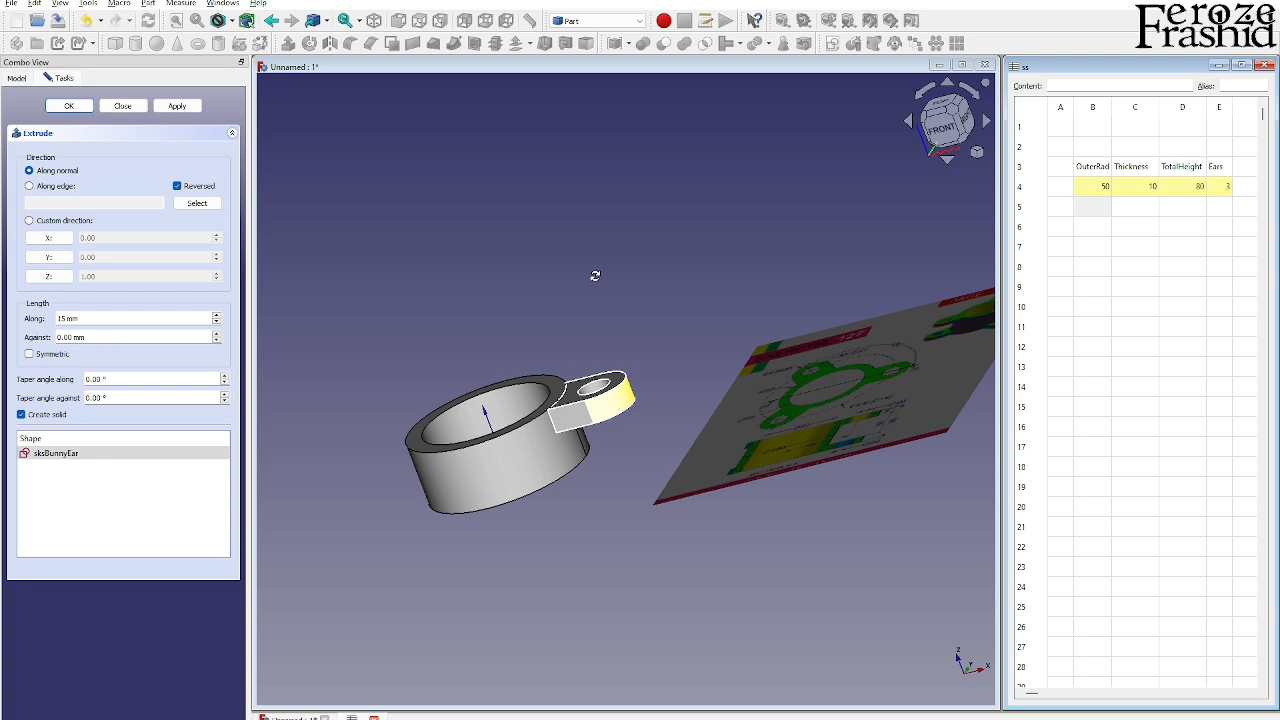 File Edit View Tools Macro Part Measure Windows Help
Feroze
Frashid
Part
Combo View
Model Tasks
OK Close Apply
Extrude
Direction
Along normal
Along edge: Reversed
Select
Custom direction:
X: 0.00
Y: 0.00
Z: 1.00
Length
Along: 15 mm
Against: 0.00 mm
Symmetric
Taper angle along 0.00 °
Taper angle against 0.00 °
Create solid
Shape
sksBunnyEar
Unnamed : 1*
FRONT
Z
Y
X
Unnamed : 1*
ss
Content: Alias:
A B C D E
1
2
3 OuterRad Thickness TotalHeight Ears
4 50 10 80 3
5
6
7
8
9
10
11
12
13
14
15
16
17
18
19
20
21
22
23
24
25
26
27
28
29